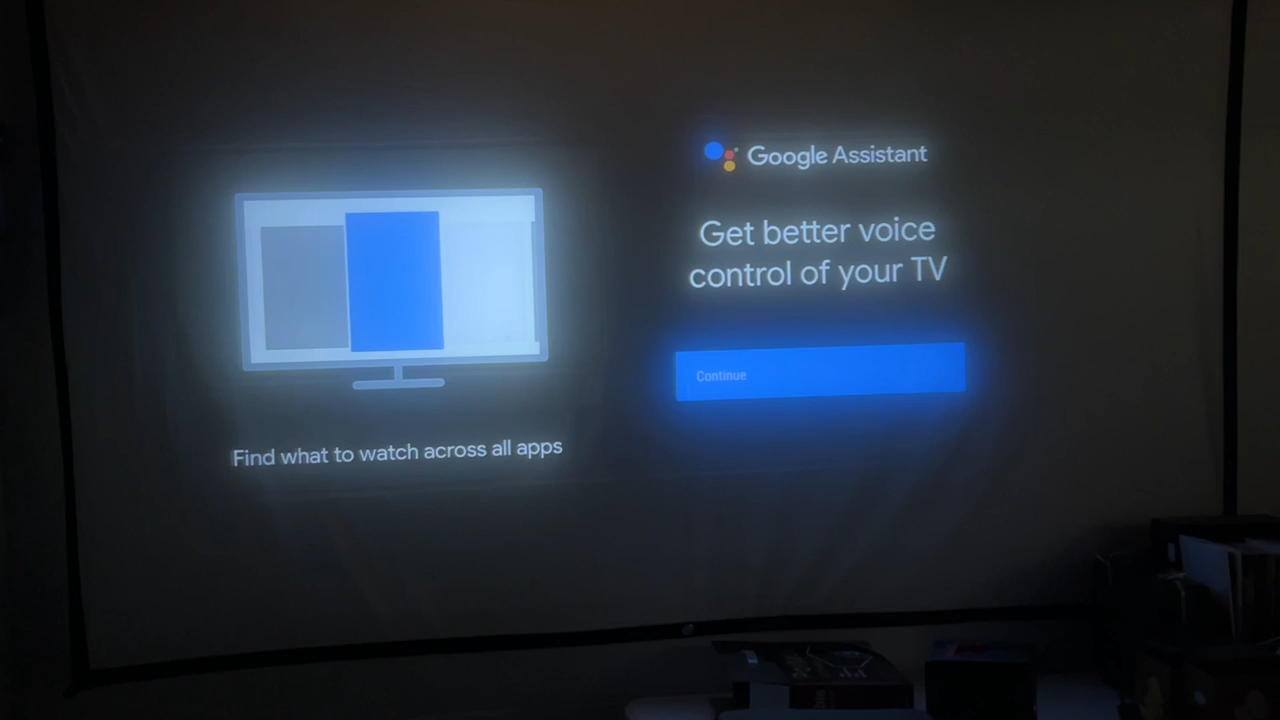 Google Assistant
Get better voice
control of your TV
Continue
Find what to watch across all apps